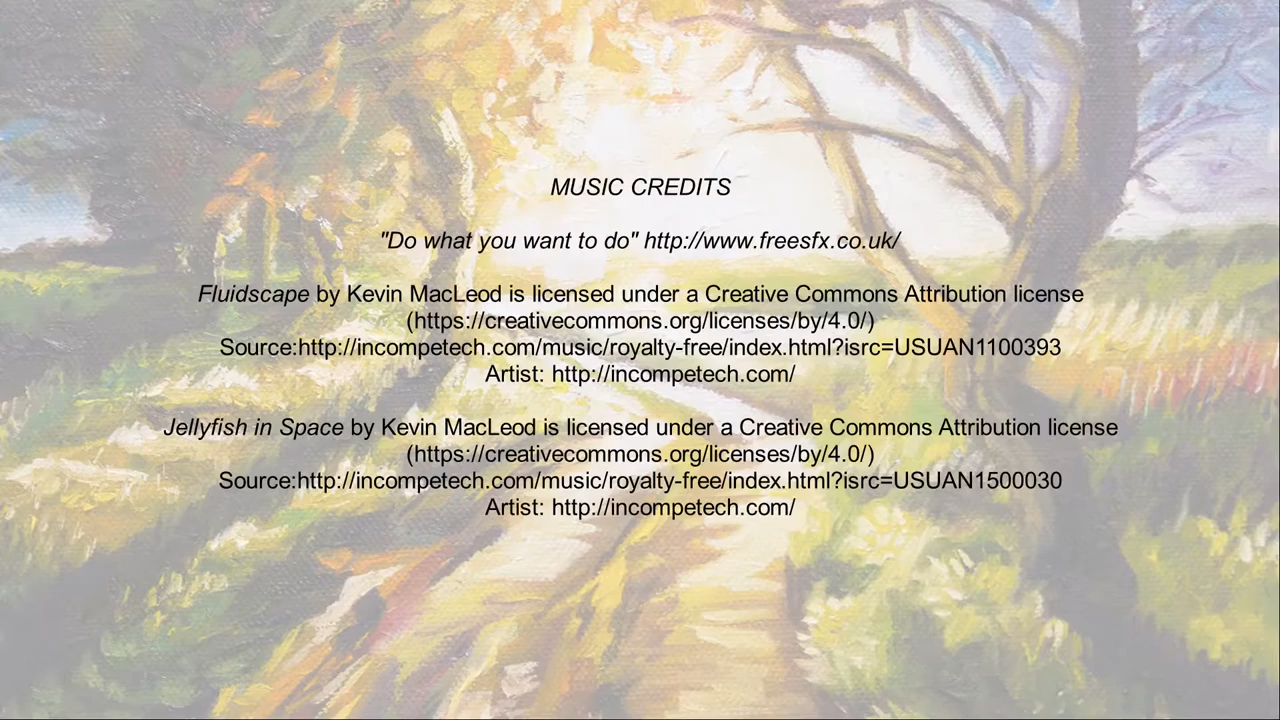 MUSIC CREDITS
"Do what you want to do" http://www.freesfx.co.uk/
Fluidscape by Kevin MacLeod is licensed under a Creative Commons Attribution license
(https://creativecommons.org/licenses/by/4.0/)
Source:http://incompetech.com/music/royalty-free/index.html?isrc=USUAN1100393
Artist: http://incompetech.com/
Jellyfish in Space by Kevin MacLeod is licensed under a Creative Commons Attribution license
(https://creativecommons.org/licenses/by/4.0/)
Source:http://incompetech.com/music/royalty-free/index.html?isrc=USUAN1500030
Artist: http://incompetech.com/